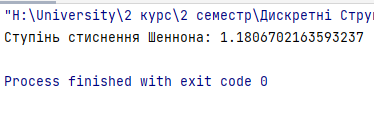 "H:\University\2 курс\2 семестр\Дискретні Стру
Ступінь стиснення Шеннона: 1.1806702163593237
Process finished with exit code 0